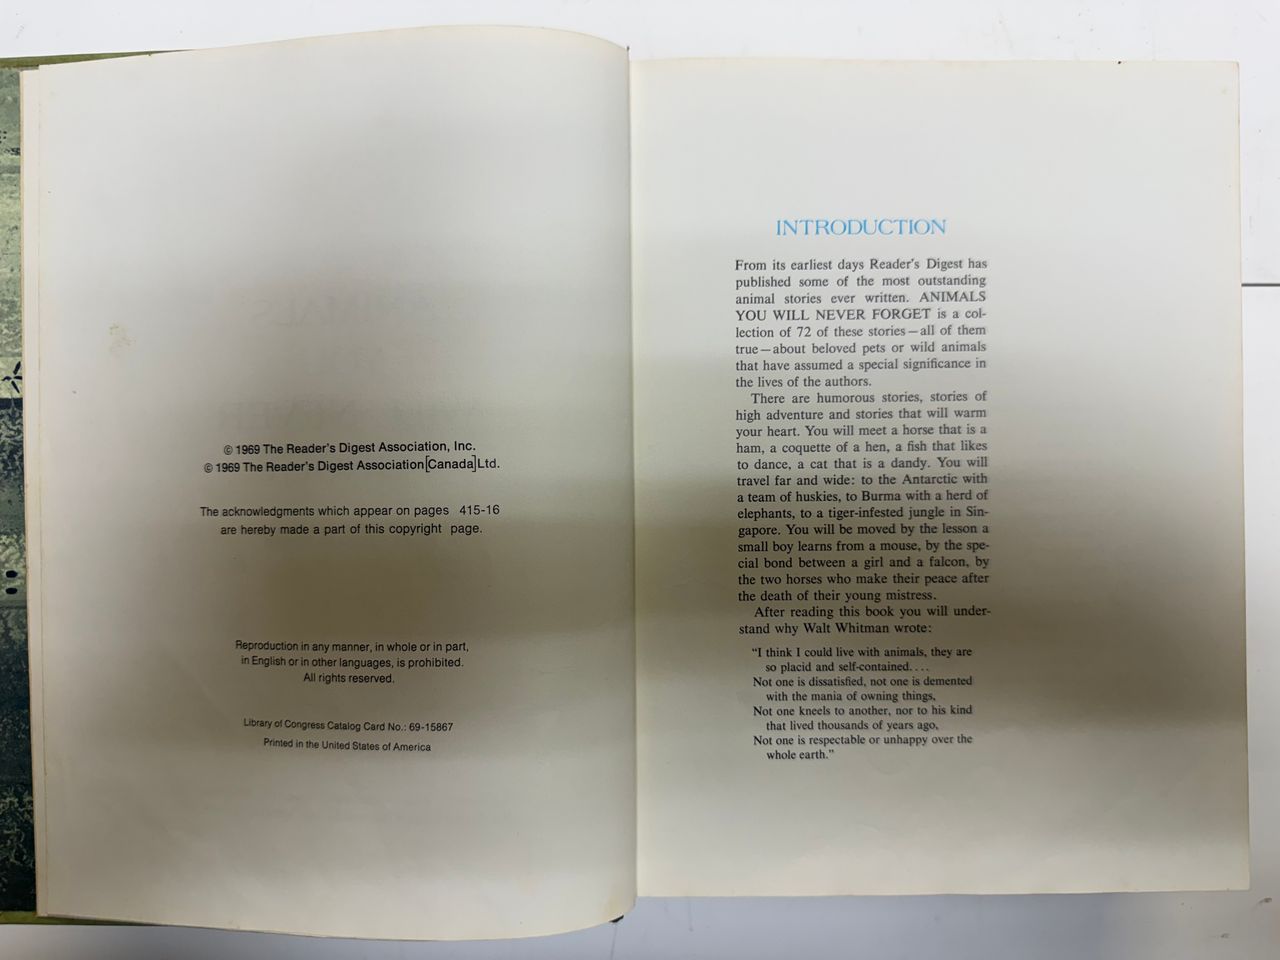 © 1969 The Reader's Digest Association, Inc.
© 1969 The Reader's Digest Association [Canada] Ltd.
The acknowledgments which appear on pages 415-16
are hereby made a part of this copyright page.
Reproduction in any manner, in whole or in part,
in English or in other languages, is prohibited.
All rights reserved.
Library of Congress Catalog Card No.: 69-15867
Printed in the United States of America
INTRODUCTION
From its earliest days Reader's Digest has
published some of the most outstanding
animal stories ever written. ANIMALS
YOU WILL NEVER FORGET is a col-
lection of 72 of these stories—all of them
true—about beloved pets or wild animals
that have assumed a special significance in
the lives of the authors.
There are humorous stories, stories of
high adventure and stories that will warm
your heart. You will meet a horse that is a
ham, a coquette of a hen, a fish that likes
to dance, a cat that is a dandy. You will
travel far and wide: to the Antarctic with
a team of huskies, to Burma with a herd of
elephants, to a tiger-infested jungle in Sin-
gapore. You will be moved by the lesson a
small boy learns from a mouse, by the spe-
cial bond between a girl and a falcon, by
the two horses who make their peace after
the death of their young mistress.
After reading this book you will under-
stand why Walt Whitman wrote:
"I think I could live with animals, they are
so placid and self-contained. . . .
Not one is dissatisfied, not one is demented
with the mania of owning things,
Not one kneels to another, nor to his kind
that lived thousands of years ago,
Not one is respectable or unhappy over the
whole earth."